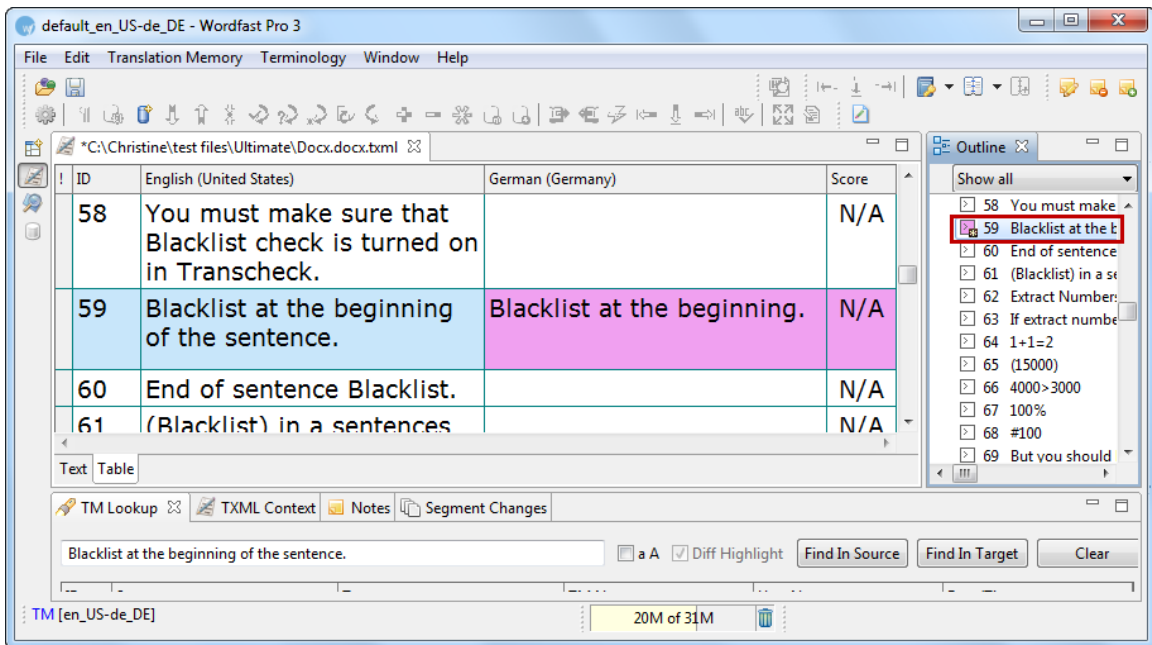 default_en_US-de_DE - Wordfast Pro 3
File Edit Translation Memory Terminology Window Help
*C:\Christine\test files\Ultimate\Docx.docx.txml
! ID English (United States) German (Germany) Score
58 You must make sure that N/A
Blacklist check is turned on
in Transcheck.
59 Blacklist at the beginning Blacklist at the beginning. N/A
of the sentence.
60 End of sentence Blacklist. N/A
61 (Blacklist) in a sentences N/A
Text Table
Outline
Show all
58 You must make
59 Blacklist at the
60 End of sentence
61 (Blacklist) in a
62 Extract Number
63 If extract
64 1+1=2
65 (15000)
66 4000>3000
67 100%
68 #100
69 But you should
TM Lookup TXML Context Notes Segment Changes
Blacklist at the beginning of the sentence. a A Diff Highlight Find In Source Find In Target Clear
TM [en_US-de_DE] 20M of 31M